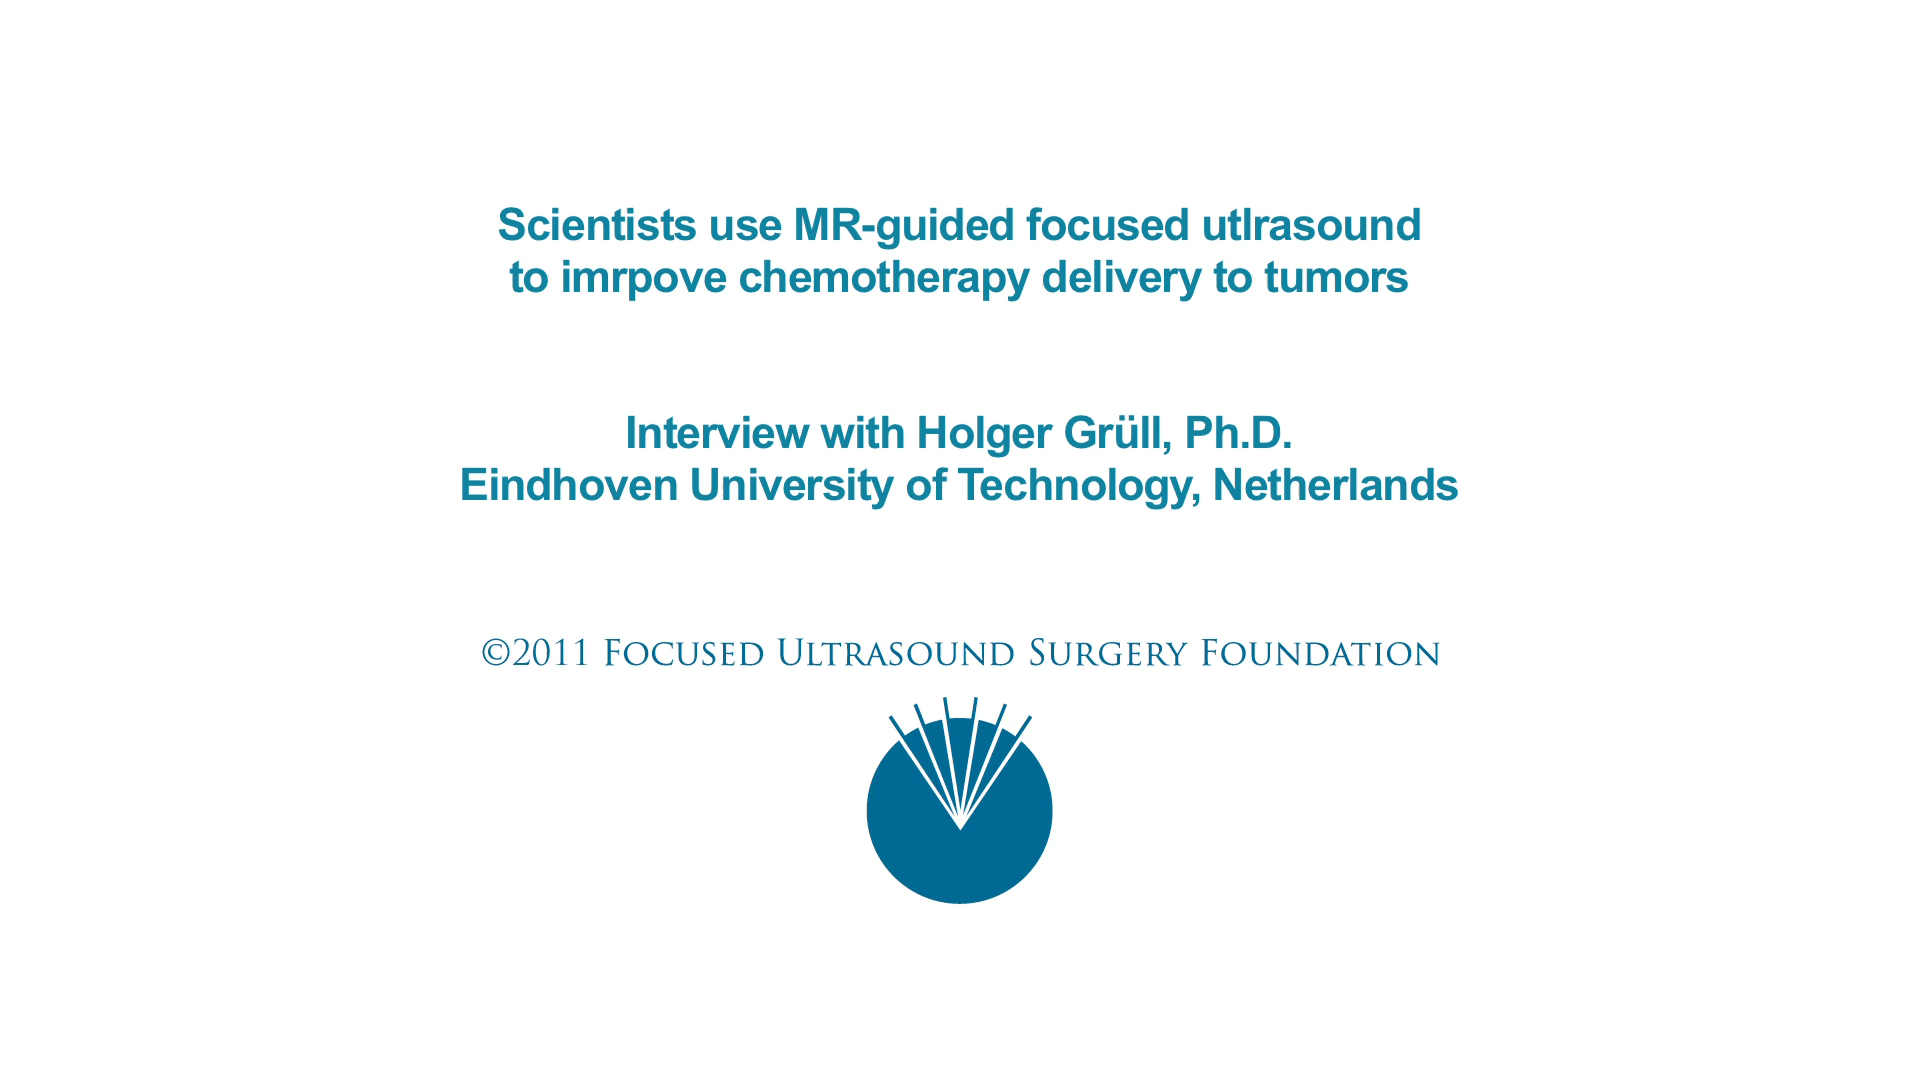 Scientists use MR-guided focused utlrasound
to imrpove chemotherapy delivery to tumors
Interview with Holger Grüll, Ph.D.
Eindhoven University of Technology, Netherlands
©2011 Focused Ultrasound Surgery Foundation